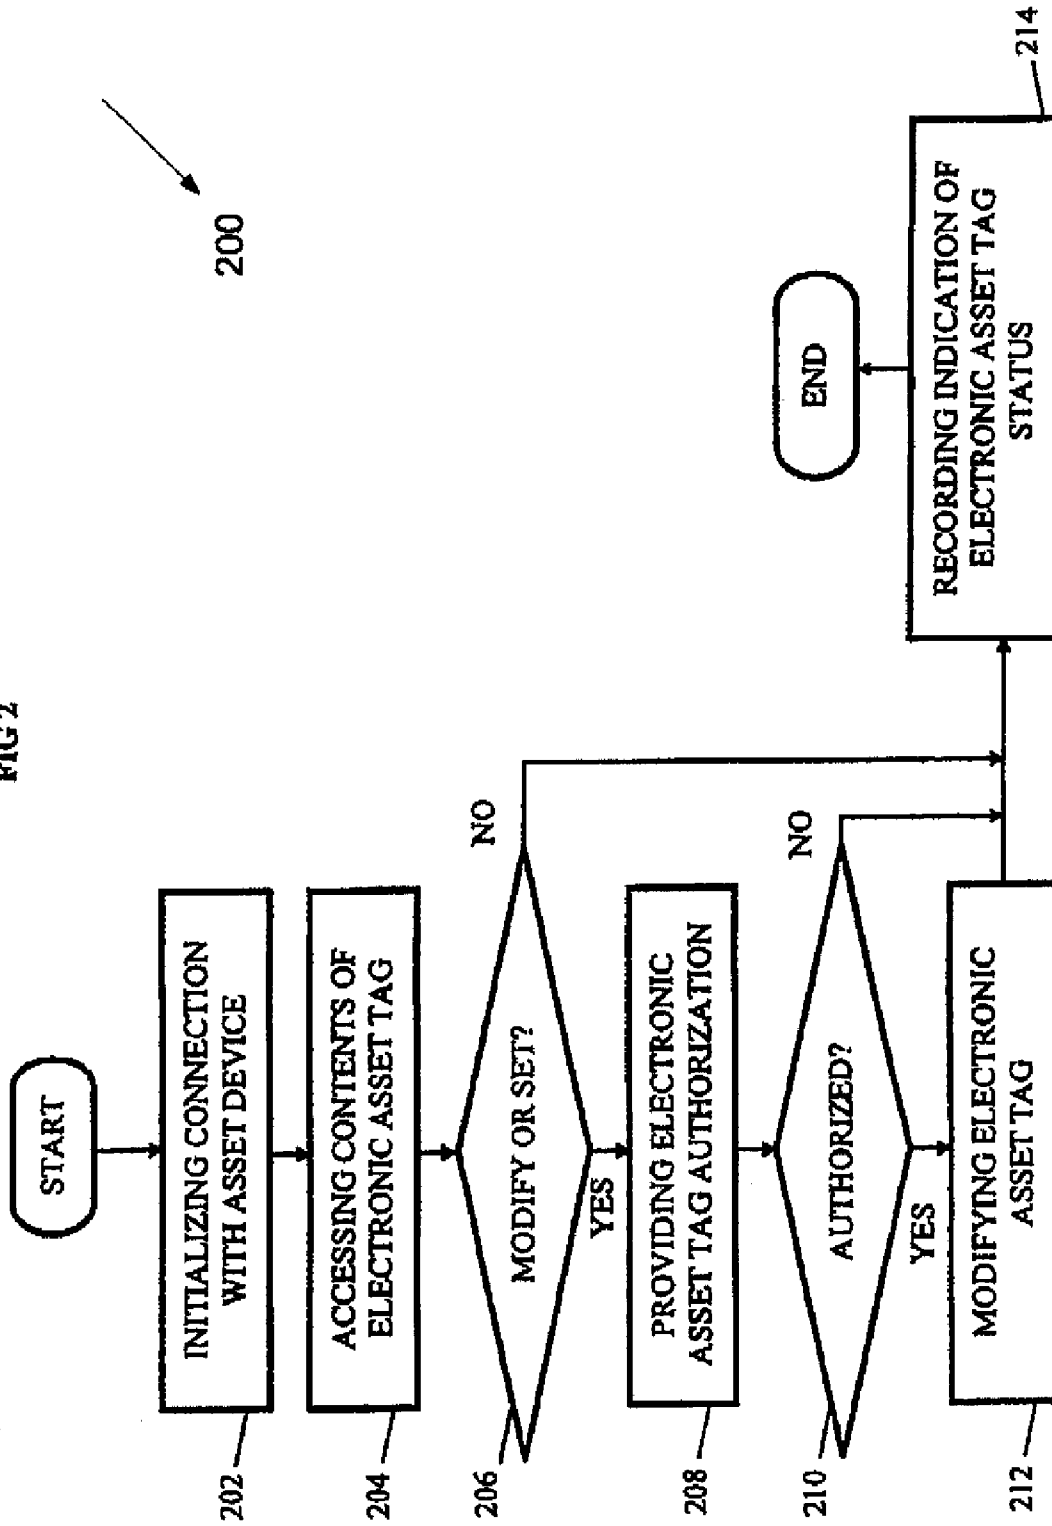 FIG 2
200
START
INITIALIZING CONNECTION
WITH ASSET DEVICE
202
ACCESSING CONTENTS OF
ELECTRONIC ASSET TAG
204
MODIFY OR SET?
206
NO
YES
PROVIDING ELECTRONIC
ASSET TAG AUTHORIZATION
208
AUTHORIZED?
210
NO
YES
MODIFYING ELECTRONIC
ASSET TAG
212
RECORDING INDICATION OF
ELECTRONIC ASSET TAG
STATUS
214
END